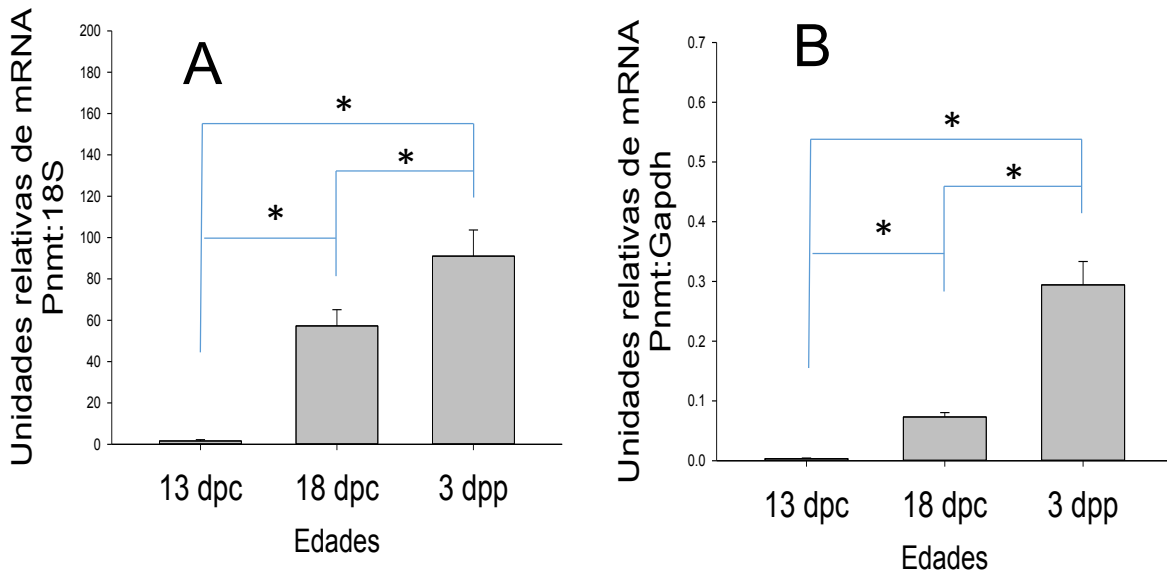 A
Unidades relativas de mRNA
Pnmt:18S
200
180
160
140
120
100
80
60
40
20
0
*
*
*
13 dpc 18 dpc 3 dpp
Edades
B
Unidades relativas de mRNA
Pnmt:Gapdh
0.7
0.6
0.5
0.4
0.3
0.2
0.1
0.0
*
*
*
13 dpc 18 dpc 3 dpp
Edades